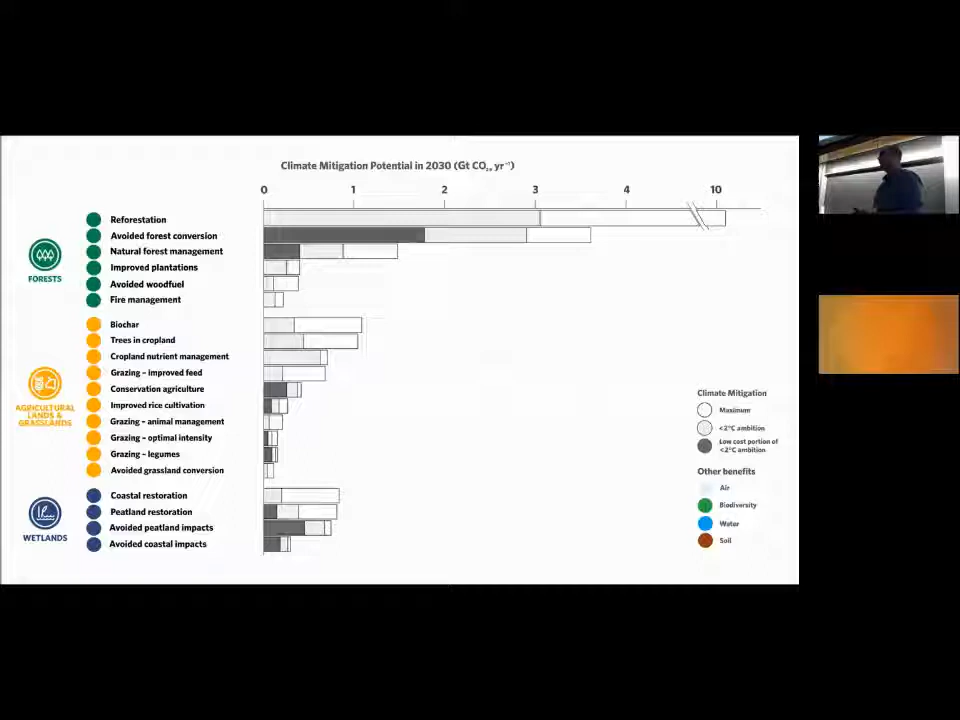 Climate Mitigation Potential in 2030 (Gt CO₂ₑ yr⁻¹)
0 1 2 3 4 10
Reforestation
Avoided forest conversion
Natural forest management
Improved plantations
Avoided woodfuel
Fire management
FORESTS
Biochar
Trees in cropland
Cropland nutrient management
Grazing – improved feed
Conservation agriculture
Improved rice cultivation
Grazing – animal management
Grazing – optimal intensity
Grazing – legumes
Avoided grassland conversion
AGRICULTURAL
LANDS &
GRASSLANDS
Coastal restoration
Peatland restoration
Avoided peatland impacts
Avoided coastal impacts
WETLANDS
Climate Mitigation
Maximum
<2°C ambition
Low cost portion of
<2°C ambition
Other benefits
Air
Biodiversity
Water
Soil